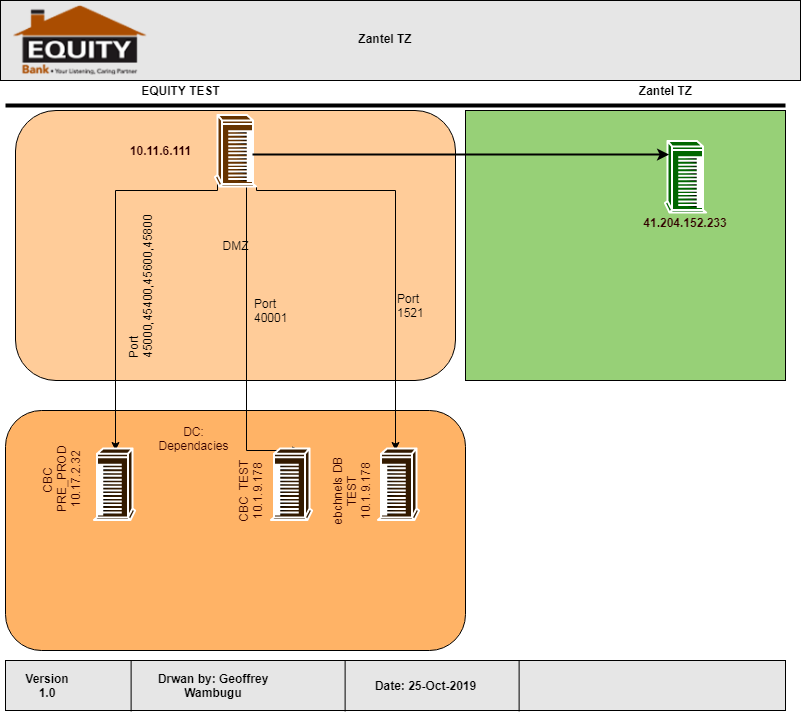 EQUITY
Bank • Your Listening, Caring Partner
Zantel TZ
EQUITY TEST
Zantel TZ
10.11.6.111
41.204.152.233
DMZ
Port
45000,45400,45600,45800
Port
40001
Port
1521
DC:
Dependacies
CBC
PRE_PROD
10.17.2.32
CBC TEST
10.1.9.178
ebchnels DB
TEST
10.1.9.178
Version
1.0
Drwan by: Geoffrey
Wambugu
Date: 25-Oct-2019